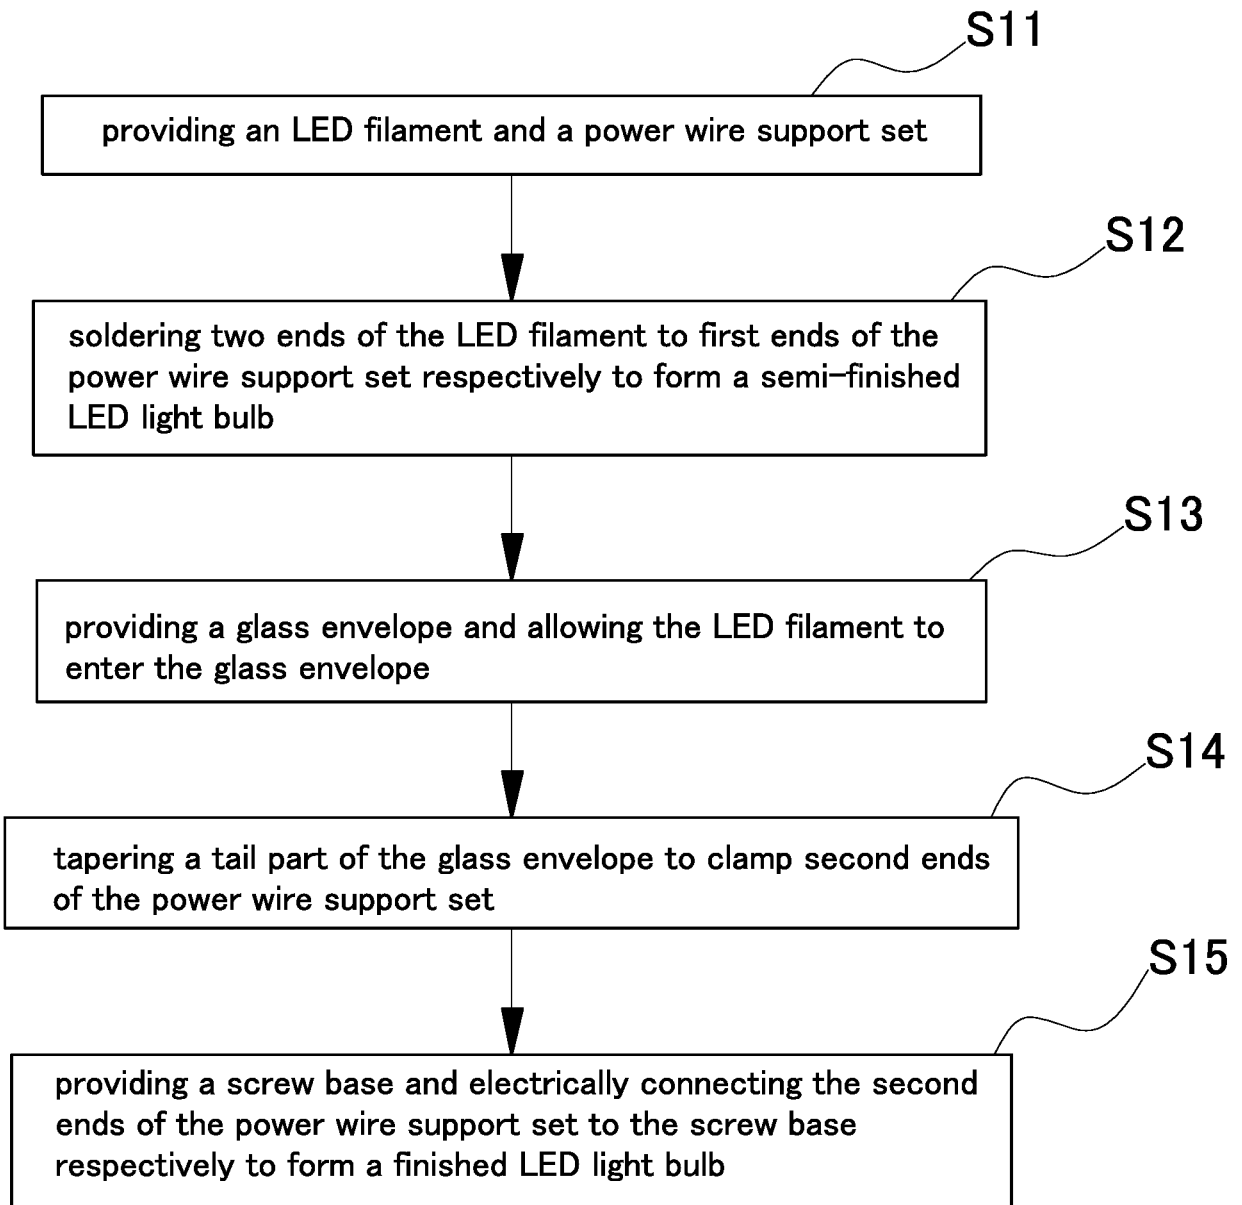 S11
providing an LED filament and a power wire support set
S12
soldering two ends of the LED filament to first ends of the
power wire support set respectively to form a semi-finished
LED light bulb
S13
providing a glass envelope and allowing the LED filament to
enter the glass envelope
S14
tapering a tail part of the glass envelope to clamp second ends
of the power wire support set
S15
providing a screw base and electrically connecting the second
ends of the power wire support set to the screw base
respectively to form a finished LED light bulb